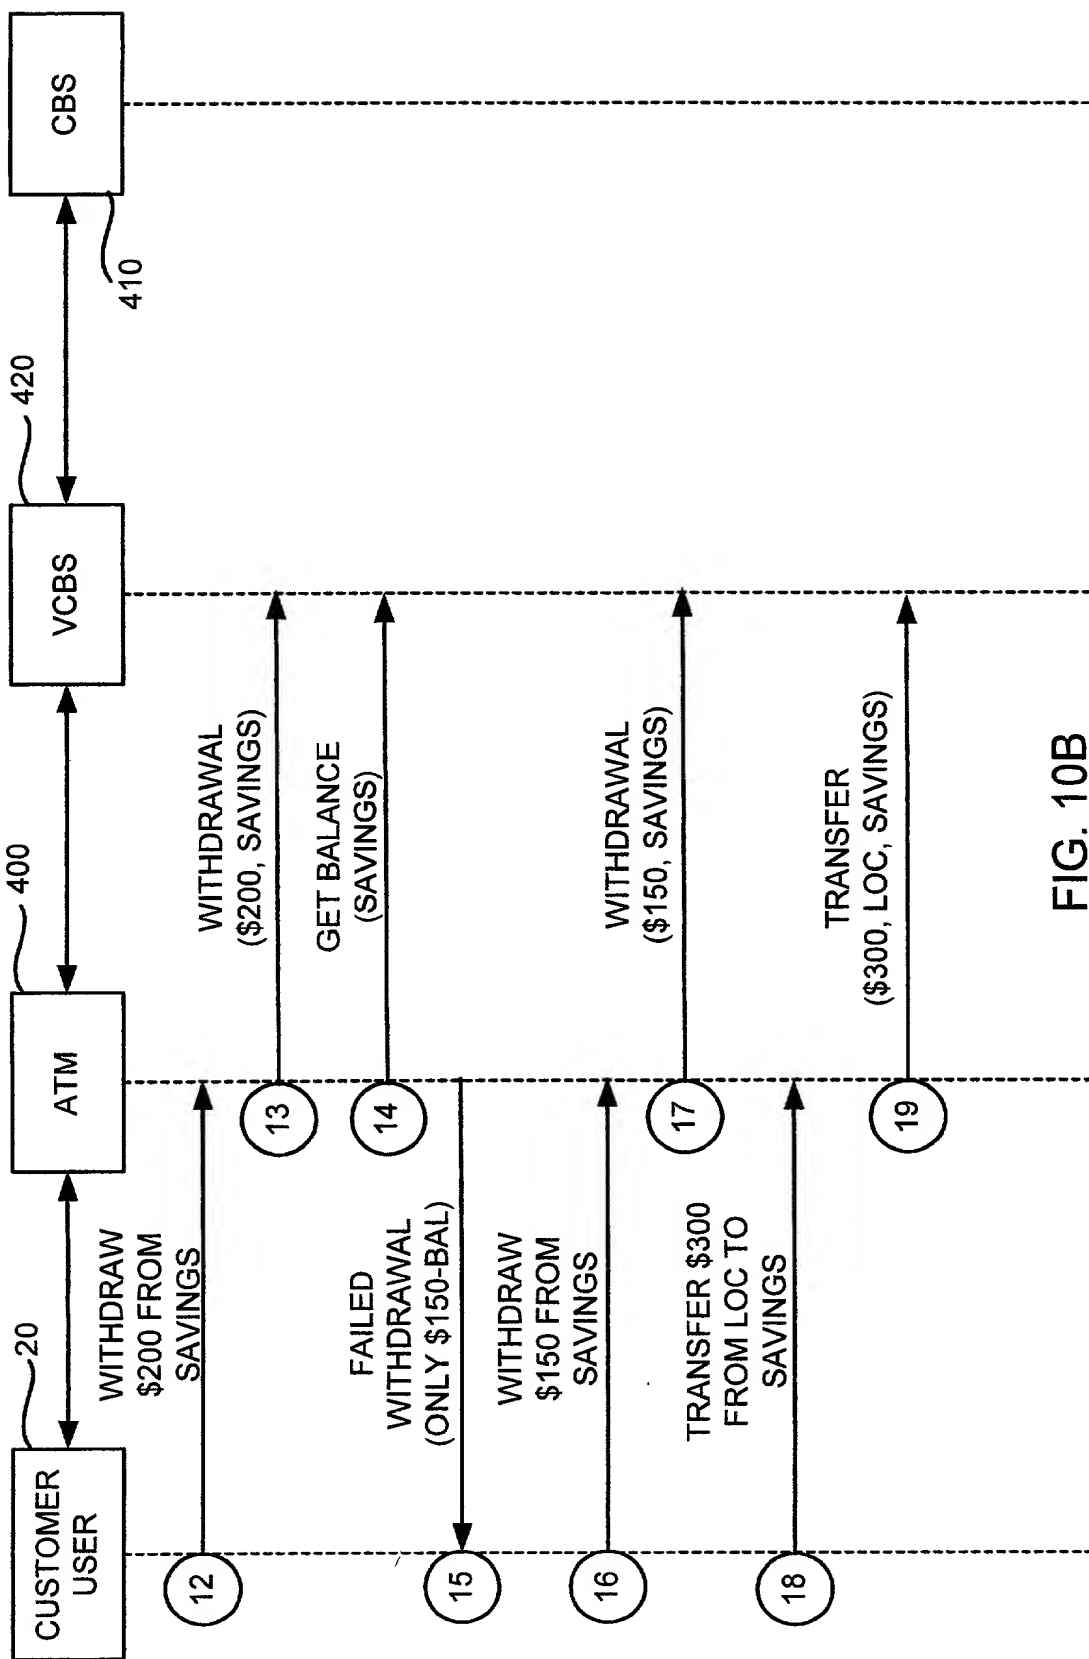 CUSTOMER
USER
20
ATM
400
VCBS
420
CBS
410
12
WITHDRAW
$200 FROM
SAVINGS
13
WITHDRAWAL
($200, SAVINGS)
14
GET BALANCE
(SAVINGS)
15
FAILED
WITHDRAWAL
(ONLY $150-BAL)
16
WITHDRAW
$150 FROM
SAVINGS
17
WITHDRAWAL
($150, SAVINGS)
18
TRANSFER $300
FROM LOC TO
SAVINGS
19
TRANSFER
($300, LOC, SAVINGS)
FIG. 10B